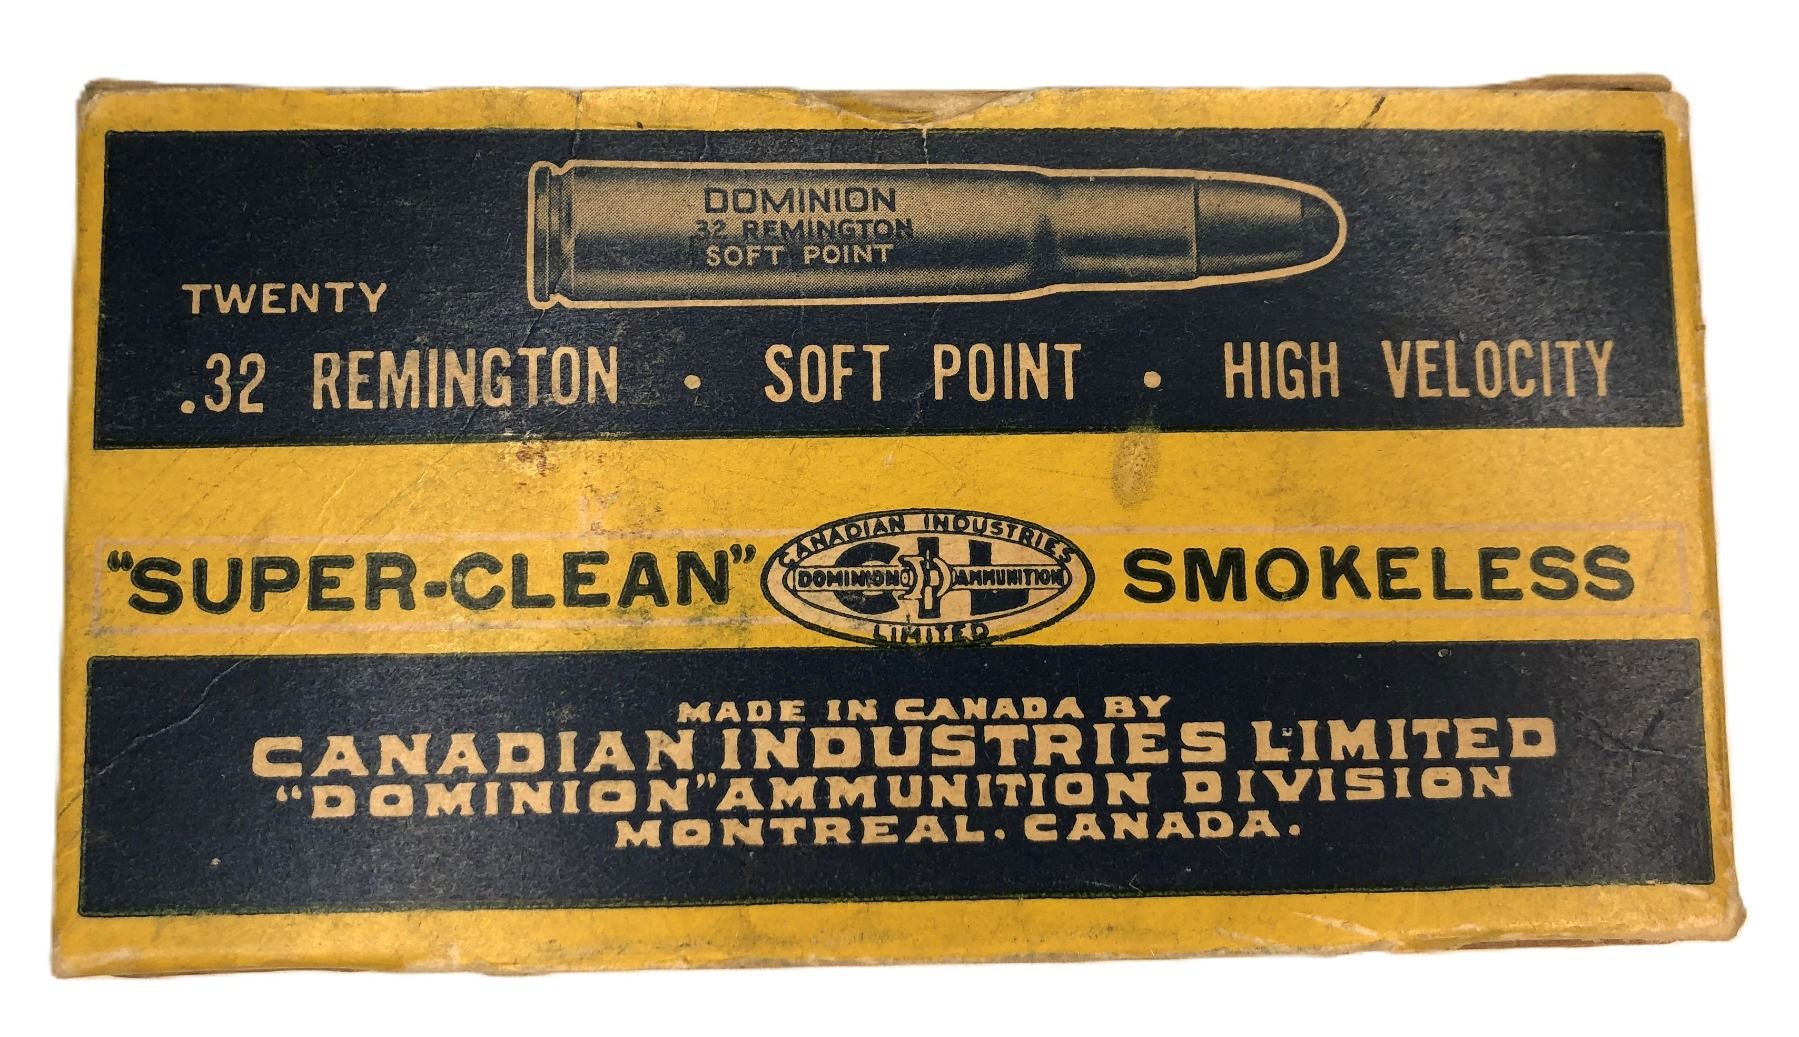 DOMINION
32 REMINGTON
SOFT POINT
TWENTY
.32 REMINGTON • SOFT POINT • HIGH VELOCITY
"SUPER-CLEAN" SMOKELESS
CANADIAN INDUSTRIES
CIL
DOMINION AMMUNITION
LIMITED
MADE IN CANADA BY
CANADIAN INDUSTRIES LIMITED
"DOMINION" AMMUNITION DIVISION
MONTREAL. CANADA.